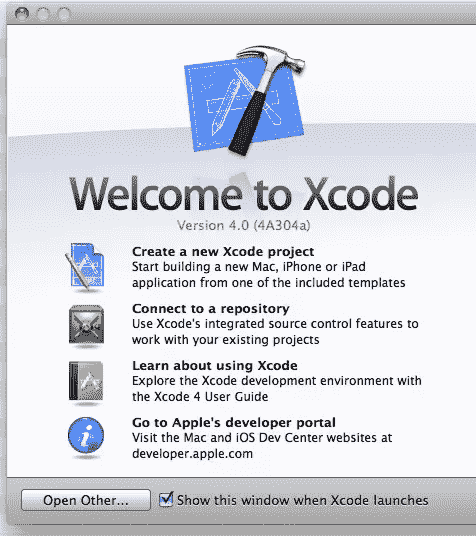 Welcome to Xcode
Version 4.0 (4A304a)
Create a new Xcode project
Start building a new Mac, iPhone or iPad
application from one of the included templates
Connect to a repository
Use Xcode's integrated source control features to
work with your existing projects
Learn about using Xcode
Explore the Xcode development environment with
the Xcode 4 User Guide
Go to Apple's developer portal
Visit the Mac and iOS Dev Center websites at
developer.apple.com
Open Other... Show this window when Xcode launches